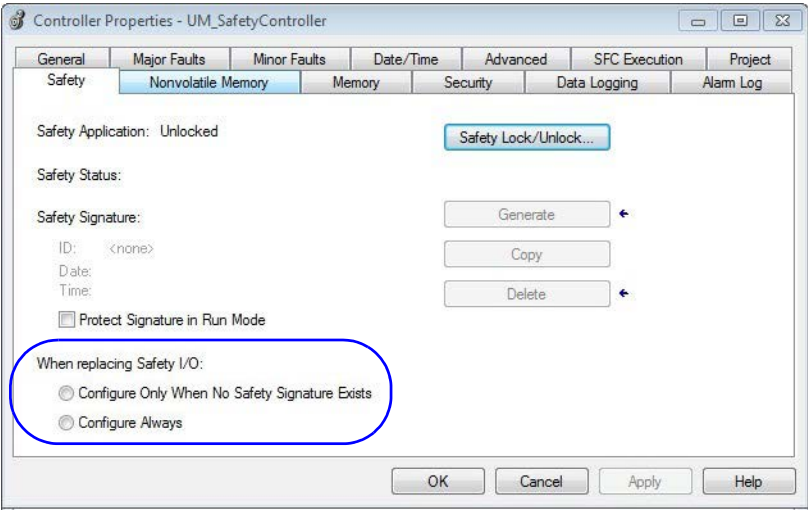 Controller Properties - UM_SafetyController
General Major Faults Minor Faults Date/Time Advanced SFC Execution Project
Safety Nonvolatile Memory Memory Security Data Logging Alarm Log
Safety Application: Unlocked
Safety Lock/Unlock...
Safety Status:
Safety Signature:
Generate
ID: <none>
Copy
Date:
Time:
Delete
Protect Signature in Run Mode
When replacing Safety I/O:
Configure Only When No Safety Signature Exists
Configure Always
OK Cancel Apply Help